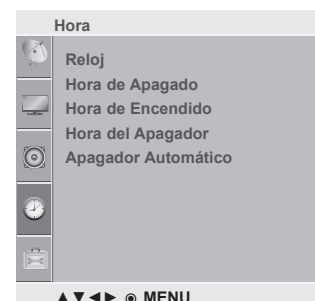 Hora
Reloj
Hora de Apagado
Hora de Encendido
Hora del Apagador
Apagador Automático
▲▼◄► ◉ MENU